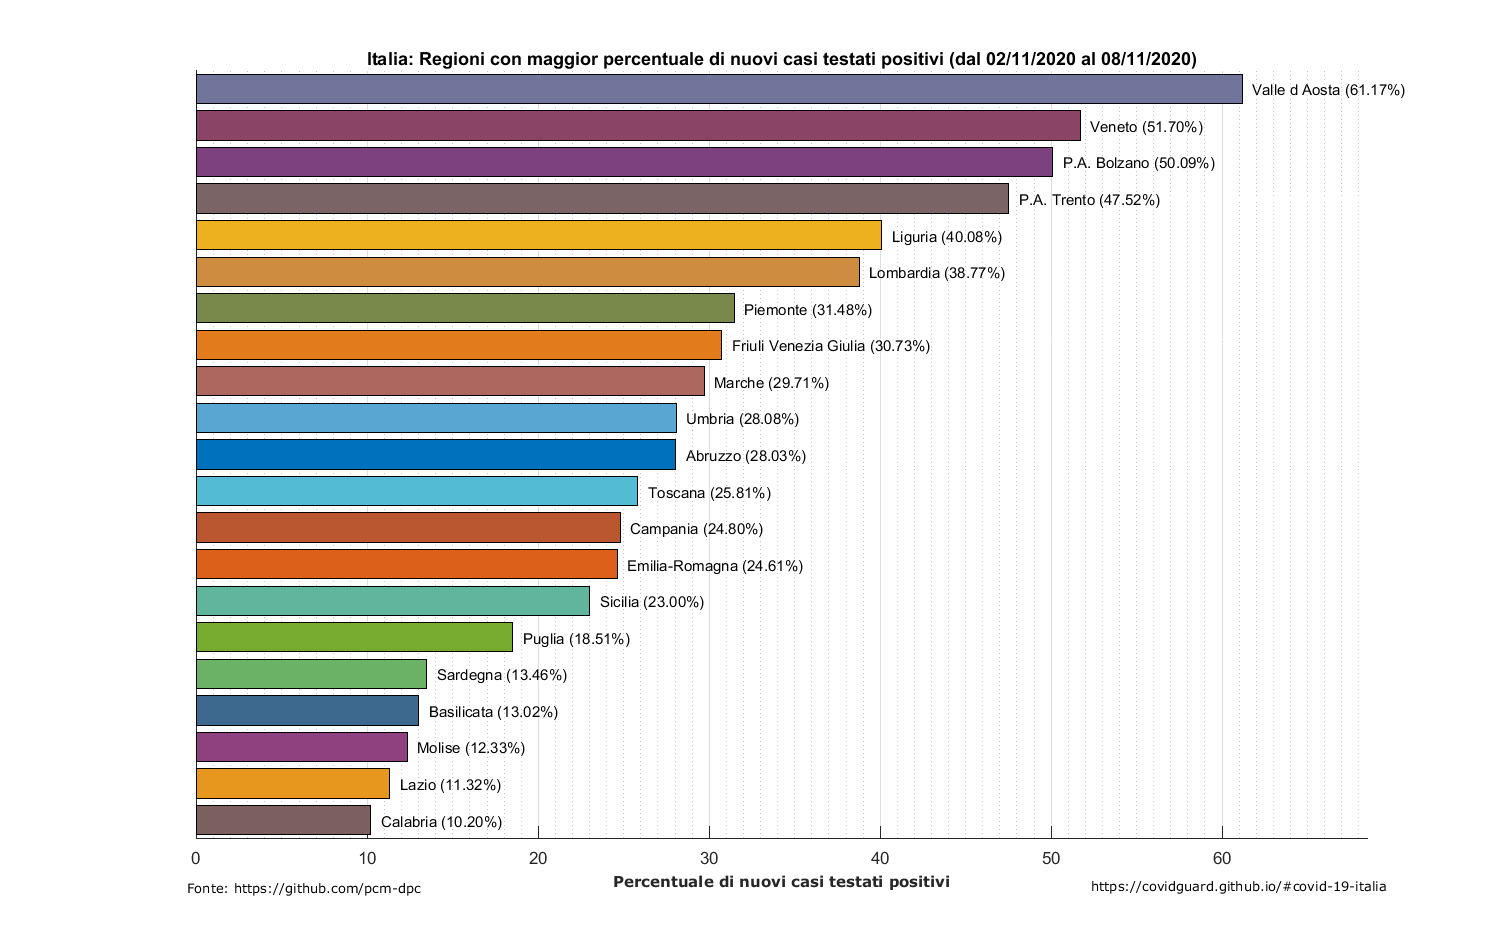 Italia: Regioni con maggior percentuale di nuovi casi testati positivi (dal 02/11/2020 al 08/11/2020)
Valle d Aosta (61.17%)
Veneto (51.70%)
P.A. Bolzano (50.09%)
P.A. Trento (47.52%)
Liguria (40.08%)
Lombardia (38.77%)
Piemonte (31.48%)
Friuli Venezia Giulia (30.73%)
Marche (29.71%)
Umbria (28.08%)
Abruzzo (28.03%)
Toscana (25.81%)
Campania (24.80%)
Emilia-Romagna (24.61%)
Sicilia (23.00%)
Puglia (18.51%)
Sardegna (13.46%)
Basilicata (13.02%)
Molise (12.33%)
Lazio (11.32%)
Calabria (10.20%)
0 10 20 30 40 50 60
Percentuale di nuovi casi testati positivi
Fonte: https://github.com/pcm-dpc
https://covidguard.github.io/#covid-19-italia